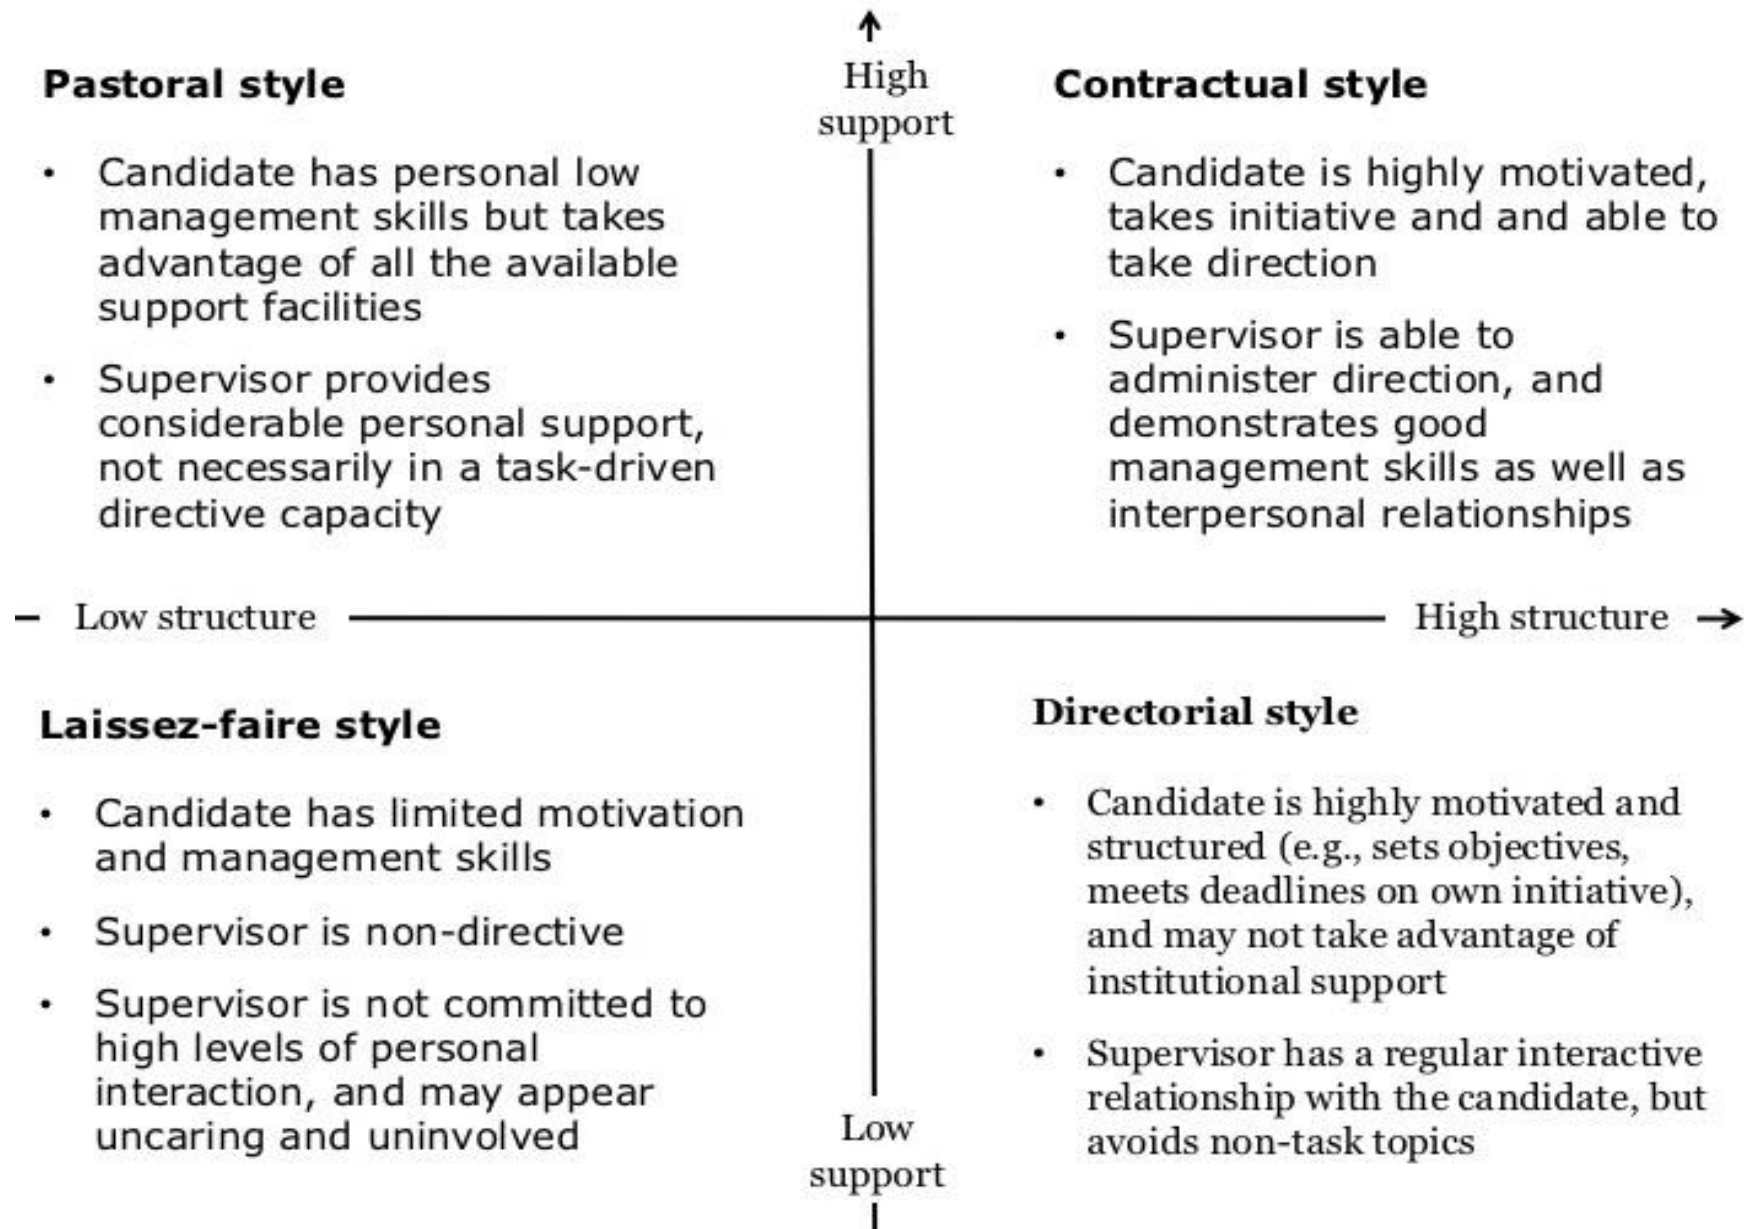 High
support
Pastoral style
• Candidate has personal low
management skills but takes
advantage of all the available
support facilities
• Supervisor provides
considerable personal support,
not necessarily in a task-driven
directive capacity
Contractual style
• Candidate is highly motivated,
takes initiative and and able to
take direction
• Supervisor is able to
administer direction, and
demonstrates good
management skills as well as
interpersonal relationships
Low structure
High structure
Laissez-faire style
• Candidate has limited motivation
and management skills
• Supervisor is non-directive
• Supervisor is not committed to
high levels of personal
interaction, and may appear
uncaring and uninvolved
Directorial style
• Candidate is highly motivated and
structured (e.g., sets objectives,
meets deadlines on own initiative),
and may not take advantage of
institutional support
• Supervisor has a regular interactive
relationship with the candidate, but
avoids non-task topics
Low
support